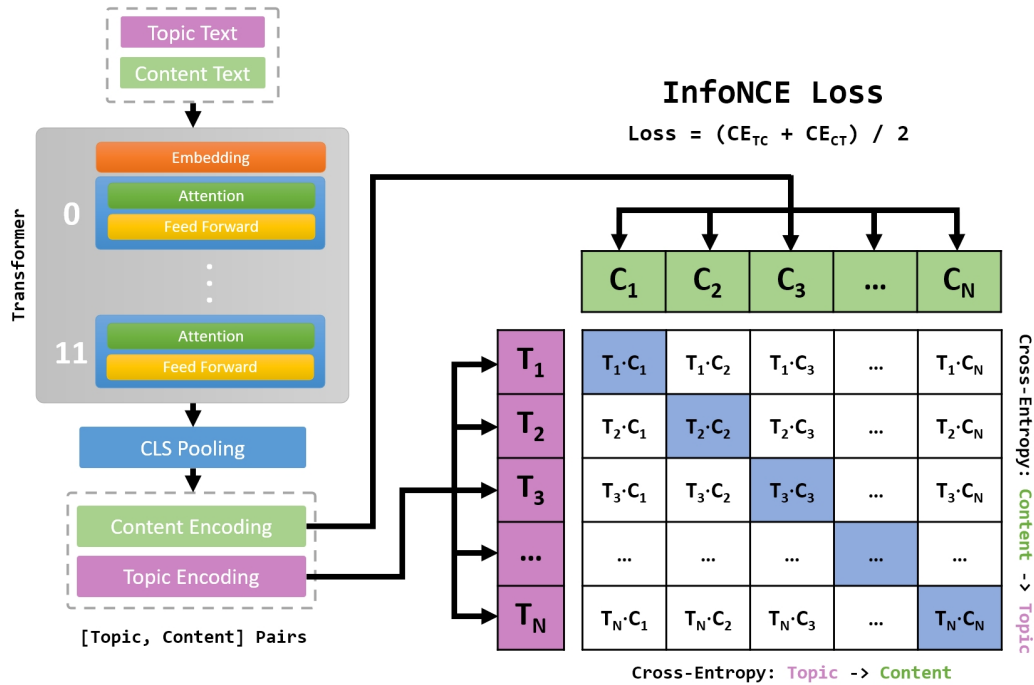 Topic Text
Content Text
Transformer
Embedding
0
Attention
Feed Forward
11
Attention
Feed Forward
CLS Pooling
Content Encoding
Topic Encoding
[Topic, Content] Pairs
InfoNCE Loss
Loss = (CE_TC + CE_CT) / 2
C_1 C_2 C_3 ... C_N
T_1 T_1·C_1 T_1·C_2 T_1·C_3 ... T_1·C_N
T_2 T_2·C_1 T_2·C_2 T_2·C_3 ... T_2·C_N
T_3 T_3·C_1 T_3·C_2 T_3·C_3 ... T_3·C_N
... ... ... ... ... ...
T_N T_N·C_1 T_N·C_2 T_N·C_3 ... T_N·C_N
Cross-Entropy: Content -> Topic
Cross-Entropy: Topic -> Content